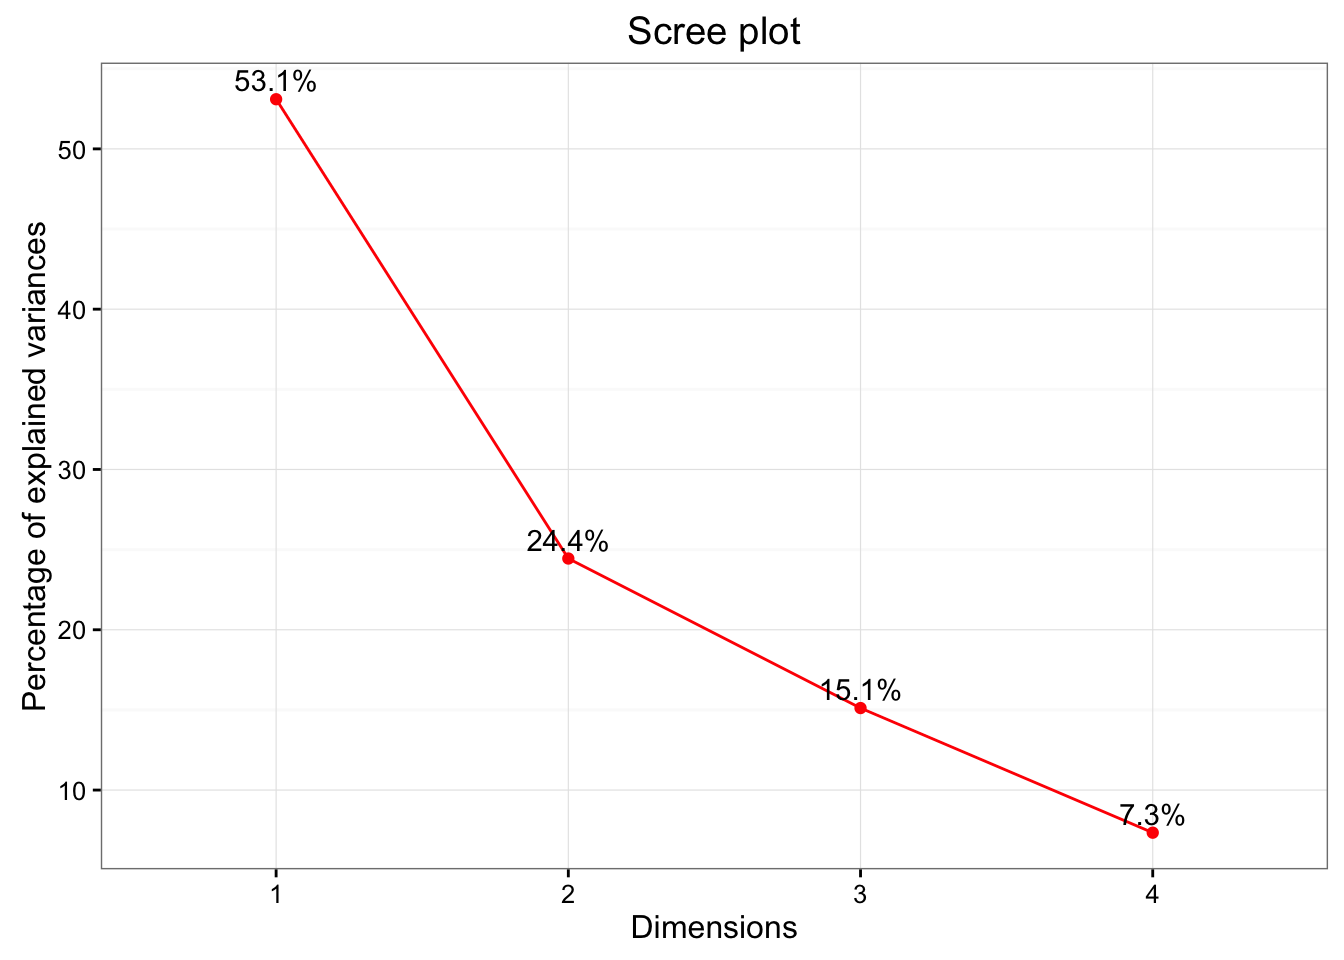 Scree plot
53.1%
50
40
30
24.4%
20
15.1%
10
7.3%
1 2 3 4
Dimensions
Percentage of explained variances